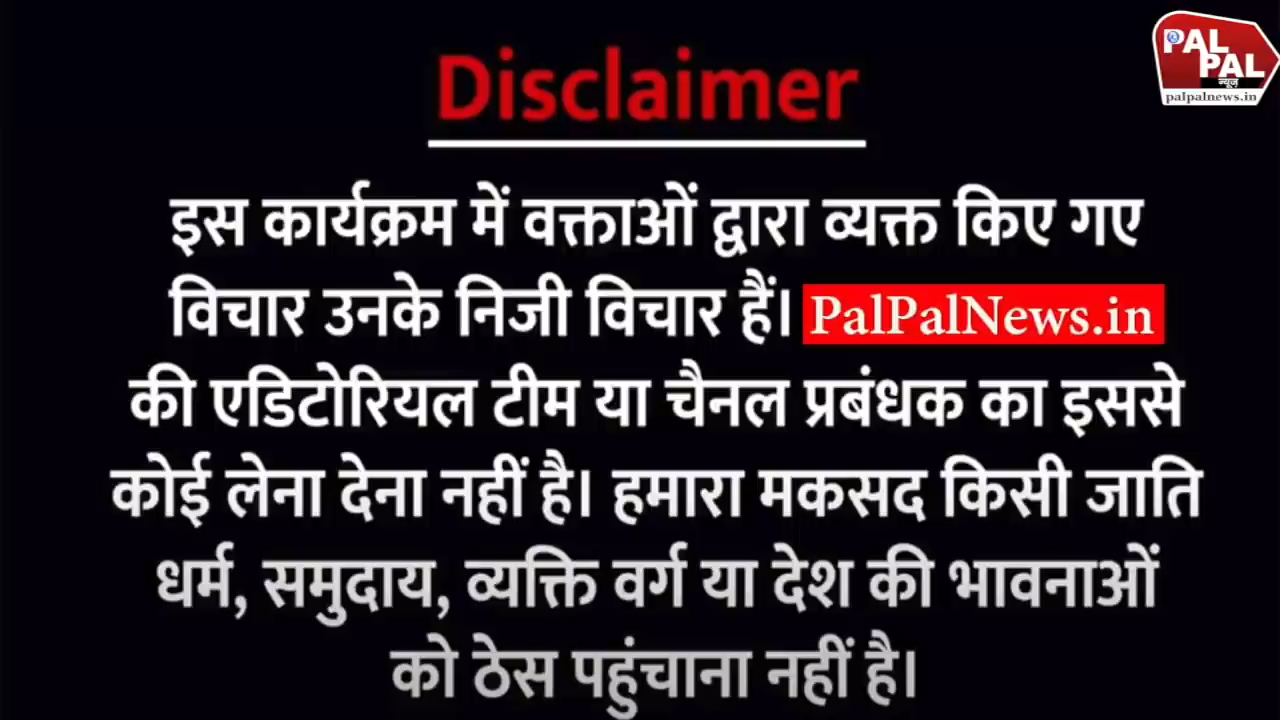 PAL
PAL
न्यूज़
palpalnews.in
Disclaimer
इस कार्यक्रम में वक्ताओं द्वारा व्यक्त किए गए
विचार उनके निजी विचार हैं। PalPalNews.in
की एडिटोरियल टीम या चैनल प्रबंधक का इससे
कोई लेना देना नहीं है। हमारा मकसद किसी जाति
धर्म, समुदाय, व्यक्ति वर्ग या देश की भावनाओं
को ठेस पहुंचाना नहीं है।